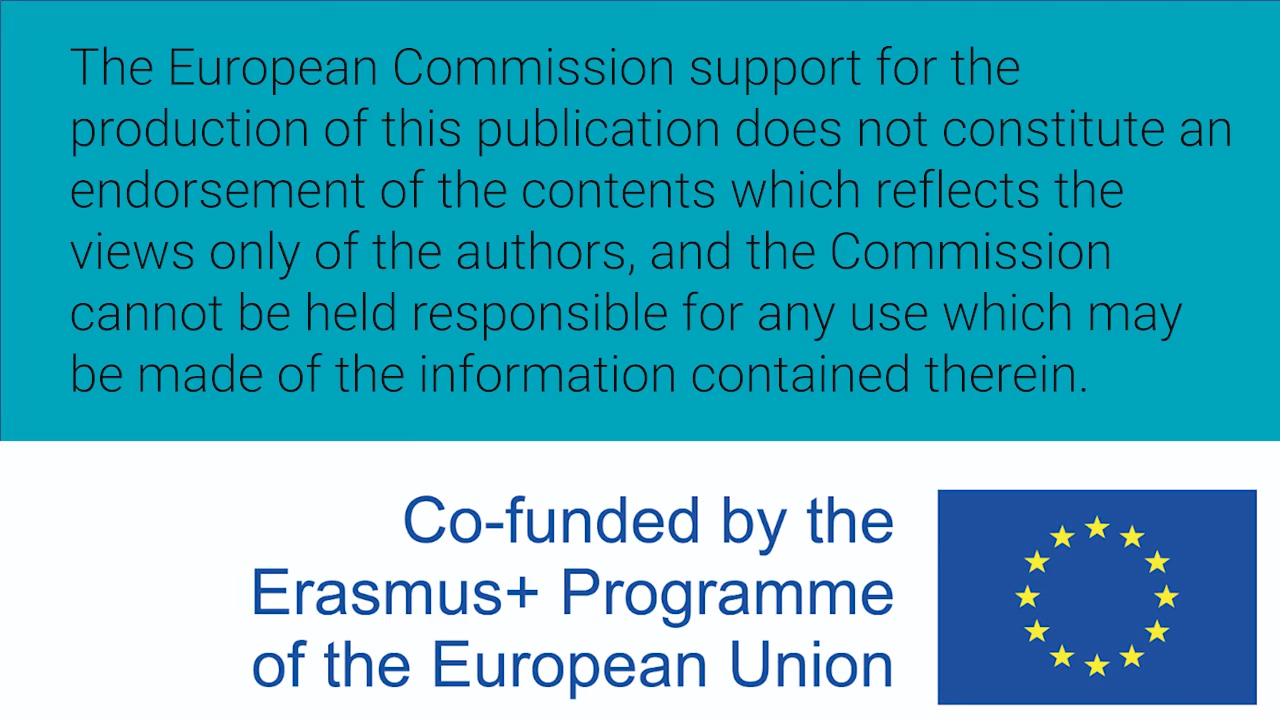 The European Commission support for the
production of this publication does not constitute an
endorsement of the contents which reflects the
views only of the authors, and the Commission
cannot be held responsible for any use which may
be made of the information contained therein.
Co-funded by the
Erasmus+ Programme
of the European Union